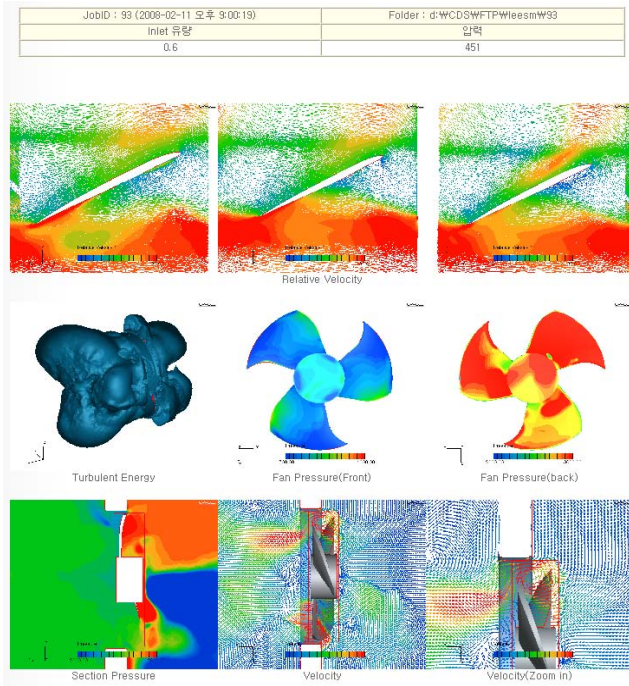 JobID : 93 (2008-02-11 오후 9:00:19) Folder : d:₩CDS₩FTP₩leesm₩93
Inlet 유량 압력
0.6 451
Relative Velocity
Turbulent Energy Fan Pressure(Front) Fan Pressure(back)
Section Pressure Velocity Velocity(Zoom in)